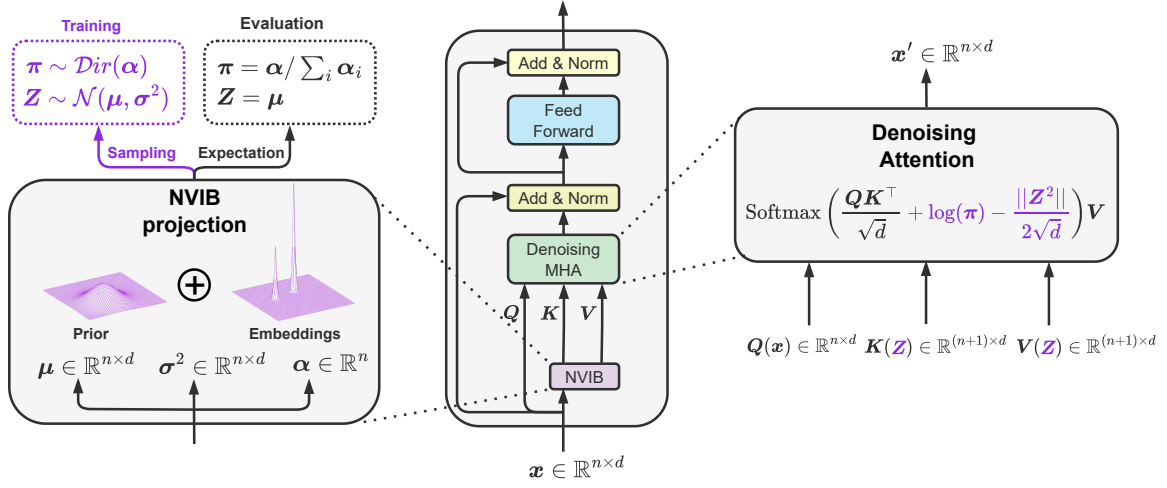 Training
π ∼ Dir(α)
Z ∼ N(μ, σ²)
Sampling
Evaluation
π = α/ ∑ᵢ αᵢ
Z = μ
Expectation
NVIB
projection
Prior
Embeddings
μ ∈ ℝⁿˣᵈ σ² ∈ ℝⁿˣᵈ α ∈ ℝⁿ
Add & Norm
Feed
Forward
Add & Norm
Denoising
MHA
Q K V
NVIB
x ∈ ℝⁿˣᵈ
x′ ∈ ℝⁿˣᵈ
Denoising
Attention
Softmax(QK⊤/√d + log(π) − ||Z²||/2√d)V
Q(x) ∈ ℝⁿˣᵈ K(Z) ∈ ℝ⁽ⁿ⁺¹⁾ˣᵈ V(Z) ∈ ℝ⁽ⁿ⁺¹⁾ˣᵈ